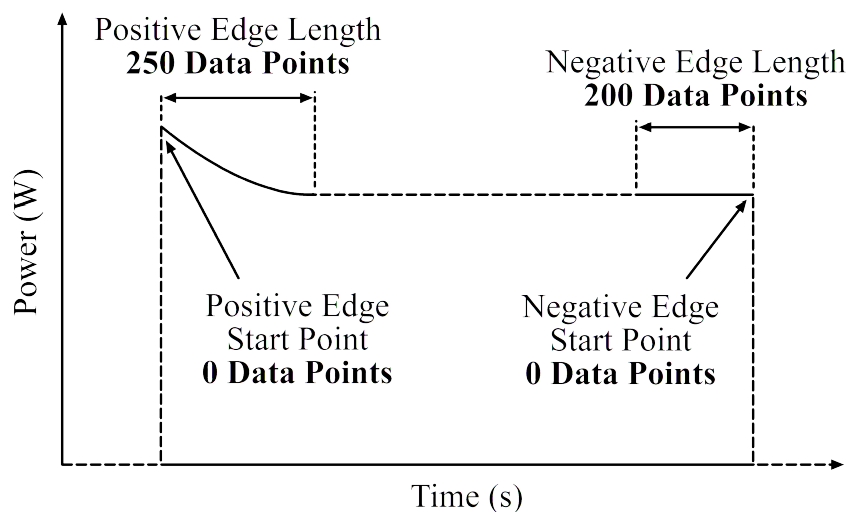 Positive Edge Length
250 Data Points
Negative Edge Length
200 Data Points
Power (W)
Positive Edge
Start Point
0 Data Points
Negative Edge
Start Point
0 Data Points
Time (s)